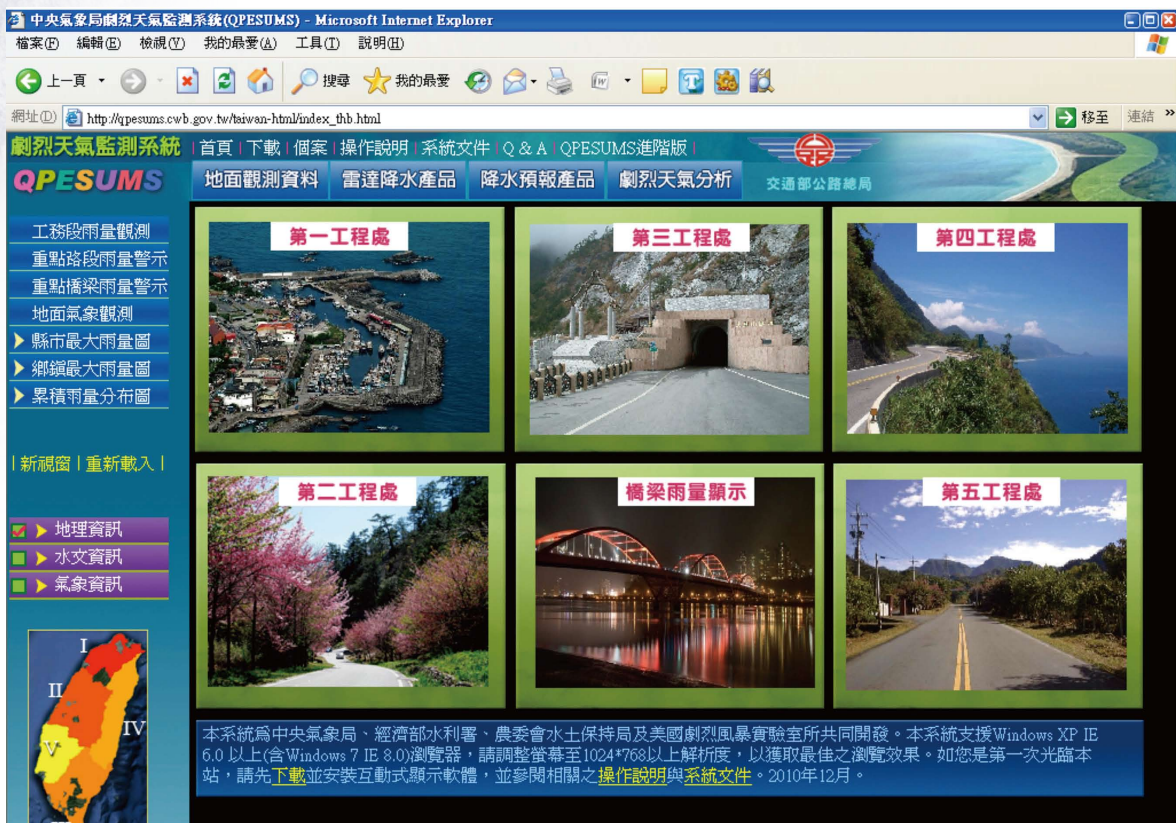 中央氣象局劇烈天氣監測系統(QPESUMS) - Microsoft Internet Explorer
檔案(F) 編輯(E) 檢視(V) 我的最愛(A) 工具(T) 說明(H)
上一頁 搜尋 我的最愛
網址(D) http://qpesums.cwb.gov.tw/taiwan-html/index_thb.html 移至 連結 »
劇烈天氣監測系統 | 首頁 | 下載 | 個案 | 操作說明 | 系統文件 | Q & A | QPESUMS進階版 |
QPESUMS 地面觀測資料 雷達降水產品 降水預報產品 劇烈天氣分析 交通部公路總局
工務段雨量觀測
重點路段雨量警示
重點橋梁雨量警示
地面氣象觀測
縣市最大雨量圖
鄉鎮最大雨量圖
累積雨量分布圖
| 新視窗 | 重新載入 |
地理資訊
水文資訊
氣象資訊
I
II
IV
V
III
第一工程處
第三工程處
第四工程處
第二工程處
橋梁雨量顯示
第五工程處
本系統為中央氣象局、經濟部水利署、農委會水土保持局及美國劇烈風暴實驗室所共同開發。本系統支援Windows XP IE
6.0 以上(含Windows 7 IE 8.0)瀏覽器,請調整螢幕至1024*768以上解析度,以獲取最佳之瀏覽效果。如您是第一次光臨本
站,請先下載並安裝互動式顯示軟體,並參閱相關之操作說明與系統文件。2010年12月。